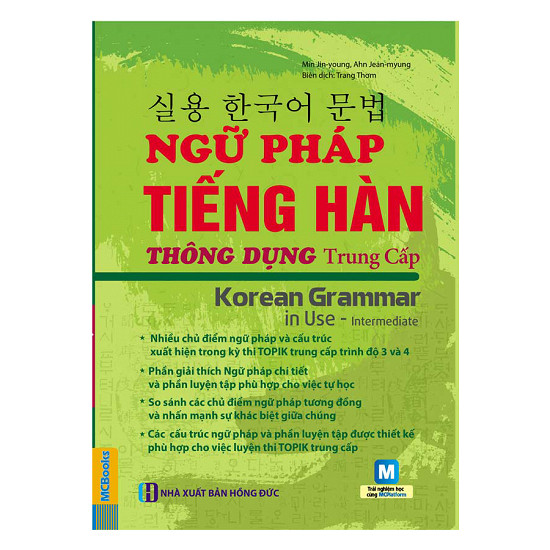 Min Jin-young, Ahn Jean-myung
Biên dịch: Trang Thơm
실용 한국어 문법
NGỮ PHÁP
TIẾNG HÀN
THÔNG DỤNG Trung Cấp
Korean Grammar
in Use - Intermediate
* Nhiều chủ điểm ngữ pháp và cấu trúc
xuất hiện trong kỳ thi TOPIK trung cấp trình độ 3 và 4
* Phần giải thích Ngữ pháp chi tiết
và phần luyện tập phù hợp cho việc tự học
* So sánh các chủ điểm ngữ pháp tương đồng
và nhấn mạnh sự khác biệt giữa chúng
* Các cấu trúc ngữ pháp và phần luyện tập được thiết kế
phù hợp cho việc luyện thi TOPIK trung cấp
MCBooks
NHÀ XUẤT BẢN HỒNG ĐỨC
M
Trải nghiệm học
cùng MCPlatform